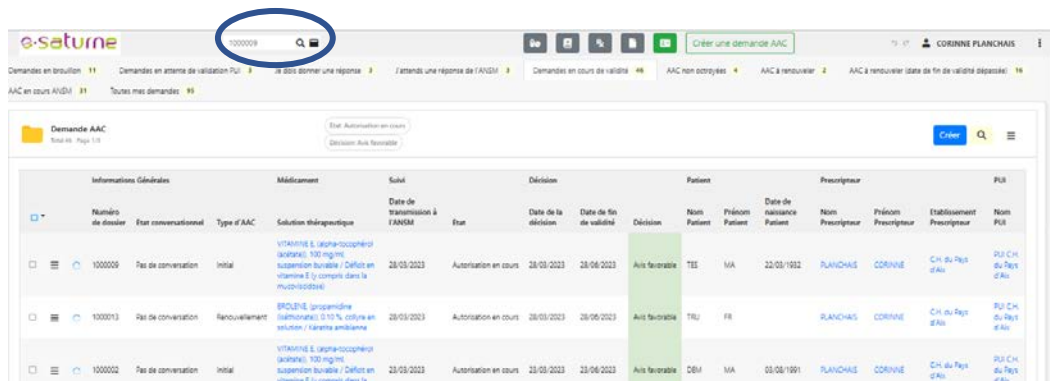 e-saturne
1000009
Créer une demande AAC
CORINNE PLANCHAIS
Demandes en brouillon 11
Demandes en attente de validation PUI 3
Je dois donner une réponse 3
J'attends une réponse de l'ANSM 3
Demandes en cours de validité 46
AAC non octroyées 4
AAC à renouveler 2
AAC à renouveler (date de fin de validité dépassée) 16
AAC en cours ANSM 31
Toutes mes demandes 95
Demande AAC
Total 46 - Page 1/3
Etat: Autorisation en cours
Décision: Avis favorable
Créer
Informations Générales
Médicament
Suivi
Décision
Patient
Prescripteur
PUI
Numéro
de dossier
Etat conversationnel
Type d'AAC
Solution thérapeutique
Date de
transmission à
l'ANSM
Etat
Date de la
décision
Date de fin
de validité
Décision
Nom
Patient
Prénom
Patient
Date de
naissance
Patient
Nom
Prescripteur
Prénom
Prescripteur
Etablissement
Prescripteur
Nom
PUI
1000009
Pas de conversation
Initial
VITAMINE E, (alpha-tocophérol
(acétate)), 100 mg/ml,
suspension buvable / Déficit en
vitamine E (y compris dans la
mucoviscidose)
28/03/2023
Autorisation en cours
28/03/2023
28/06/2023
Avis favorable
TES
MA
22/03/1932
PLANCHAIS
CORINNE
C.H. du Pays
d'Aix
PUI C.H.
du Pays
d'Aix
1000013
Pas de conversation
Renouvellement
BROLENE, (propamidine
(iséthionate)), 0.10 %, collyre en
solution / Kératite amibienne
28/03/2023
Autorisation en cours
28/03/2023
28/06/2023
Avis favorable
TRU
FR
PLANCHAIS
CORINNE
C.H. du Pays
d'Aix
PUI C.H.
du Pays
d'Aix
1000002
Pas de conversation
Initial
VITAMINE E, (alpha-tocophérol
(acétate)), 100 mg/ml,
suspension buvable / Déficit en
vitamine E (y compris dans la
23/03/2023
Autorisation en cours
23/03/2023
23/06/2023
Avis favorable
DEM
MA
03/08/1991
PLANCHAIS
CORINNE
C.H. du Pays
d'Aix
PUI C.H.
du Pays
d'Aix